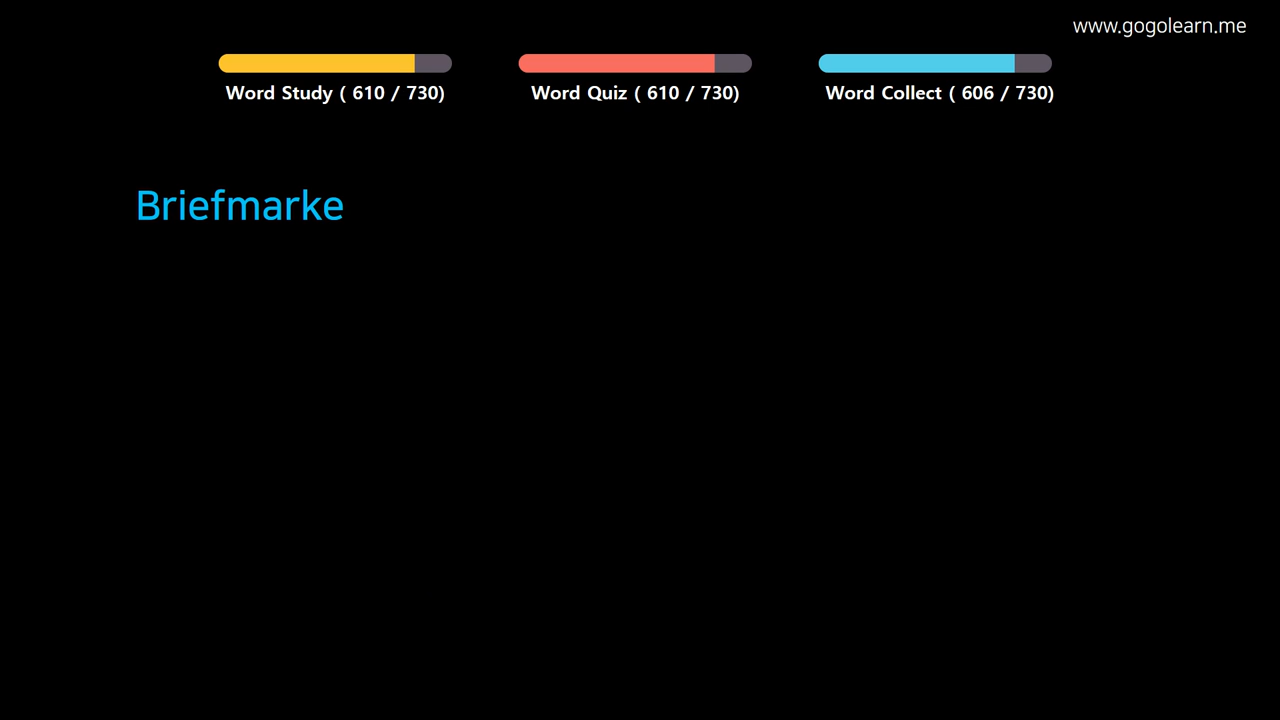 www.gogolearn.me
Word Study ( 610 / 730)
Word Quiz ( 610 / 730)
Word Collect ( 606 / 730)
Briefmarke